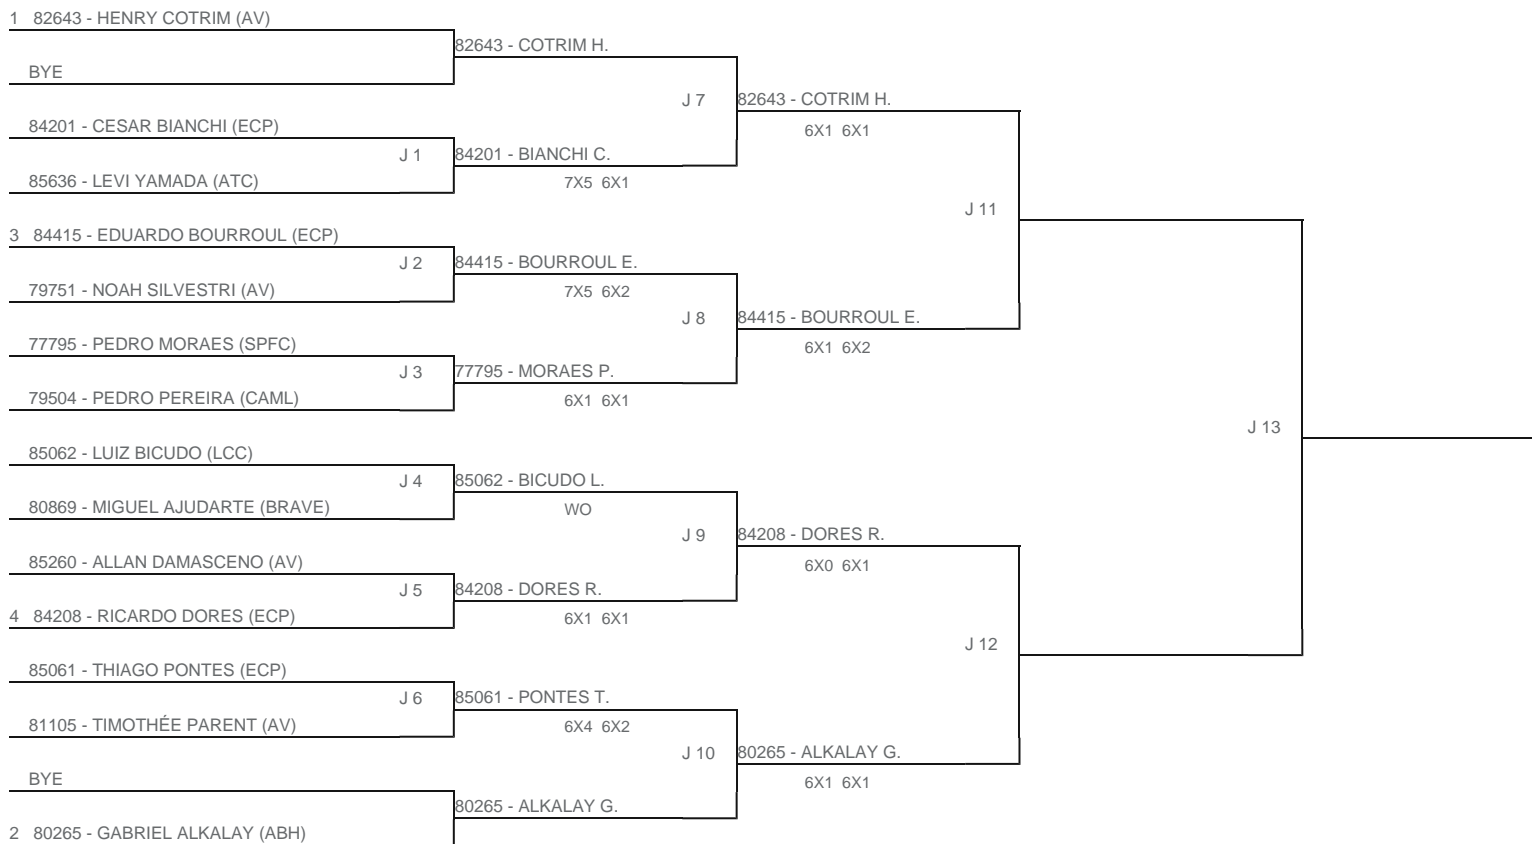 1 82643 - HENRY COTRIM (AV)
82643 - COTRIM H.
BYE
J 7 82643 - COTRIM H.
84201 - CESAR BIANCHI (ECP)
6X1 6X1
J 1 84201 - BIANCHI C.
85636 - LEVI YAMADA (ATC)
7X5 6X1
J 11
3 84415 - EDUARDO BOURROUL (ECP)
J 2 84415 - BOURROUL E.
79751 - NOAH SILVESTRI (AV)
7X5 6X2
J 8 84415 - BOURROUL E.
77795 - PEDRO MORAES (SPFC)
6X1 6X2
J 3 77795 - MORAES P.
79504 - PEDRO PEREIRA (CAML)
6X1 6X1
J 13
85062 - LUIZ BICUDO (LCC)
J 4 85062 - BICUDO L.
80869 - MIGUEL AJUDARTE (BRAVE)
WO
J 9 84208 - DORES R.
85260 - ALLAN DAMASCENO (AV)
6X0 6X1
J 5 84208 - DORES R.
4 84208 - RICARDO DORES (ECP)
6X1 6X1
J 12
85061 - THIAGO PONTES (ECP)
J 6 85061 - PONTES T.
81105 - TIMOTHÉE PARENT (AV)
6X4 6X2
J 10 80265 - ALKALAY G.
BYE
6X1 6X1
80265 - ALKALAY G.
2 80265 - GABRIEL ALKALAY (ABH)